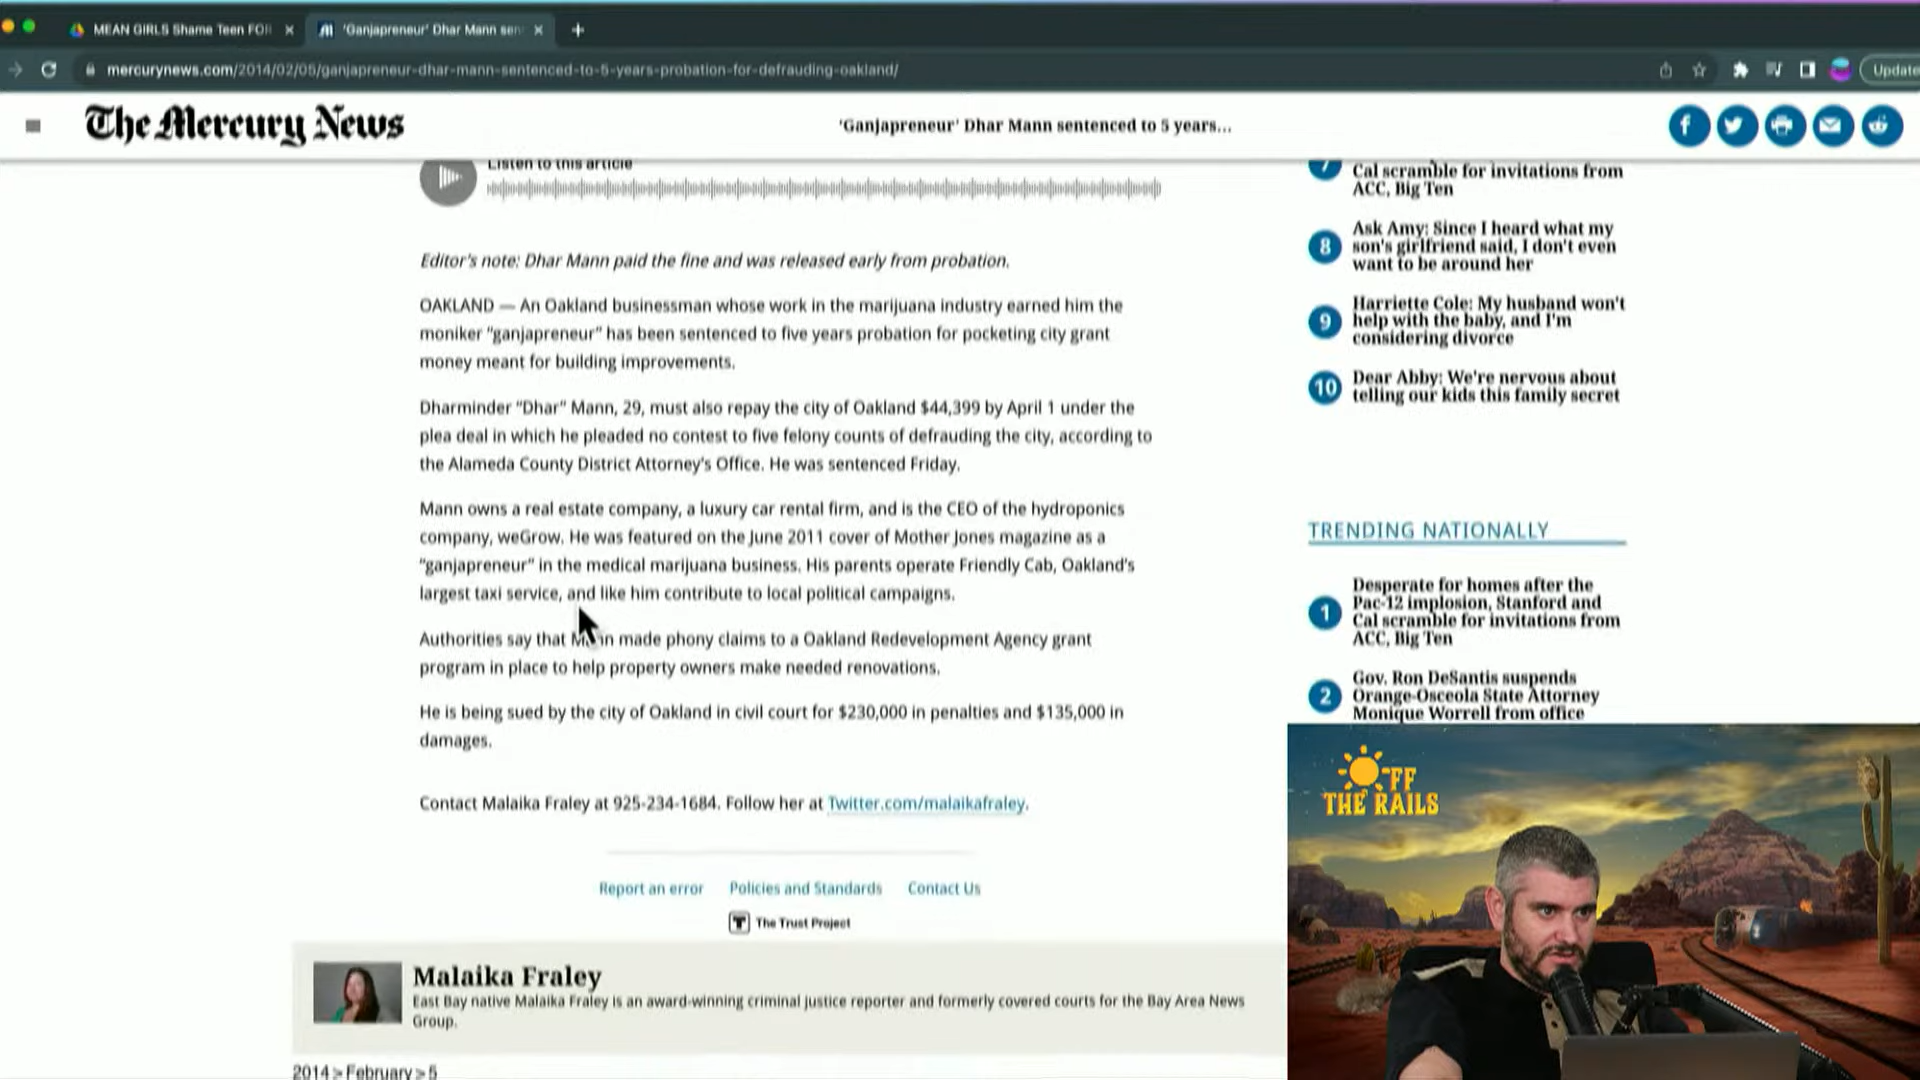 MEAN GIRLS Shame Teen FOR
'Ganjapreneur' Dhar Mann sen
mercurynews.com/2014/02/05/ganjapreneur-dhar-mann-sentenced-to-5-years-probation-for-defrauding-oakland/
Update
The Mercury News
'Ganjapreneur' Dhar Mann sentenced to 5 years...
Listen to this article
Editor's note: Dhar Mann paid the fine and was released early from probation.
OAKLAND — An Oakland businessman whose work in the marijuana industry earned him the
moniker "ganjapreneur" has been sentenced to five years probation for pocketing city grant
money meant for building improvements.
Dharminder "Dhar" Mann, 29, must also repay the city of Oakland $44,399 by April 1 under the
plea deal in which he pleaded no contest to five felony counts of defrauding the city, according to
the Alameda County District Attorney's Office. He was sentenced Friday.
Mann owns a real estate company, a luxury car rental firm, and is the CEO of the hydroponics
company, weGrow. He was featured on the June 2011 cover of Mother Jones magazine as a
"ganjapreneur" in the medical marijuana business. His parents operate Friendly Cab, Oakland's
largest taxi service, and like him contribute to local political campaigns.
Authorities say that Mann made phony claims to a Oakland Redevelopment Agency grant
program in place to help property owners make needed renovations.
He is being sued by the city of Oakland in civil court for $230,000 in penalties and $135,000 in
damages.
Contact Malaika Fraley at 925-234-1684. Follow her at Twitter.com/malaikafraley.
Report an error Policies and Standards Contact Us
T The Trust Project
Malaika Fraley
East Bay native Malaika Fraley is an award-winning criminal justice reporter and formerly covered courts for the Bay Area News
Group.
2014 > February > 5
7
Cal scramble for invitations from
ACC, Big Ten
8
Ask Amy: Since I heard what my
son's girlfriend said, I don't even
want to be around her
9
Harriette Cole: My husband won't
help with the baby, and I'm
considering divorce
10
Dear Abby: We're nervous about
telling our kids this family secret
TRENDING NATIONALLY
1
Desperate for homes after the
Pac-12 implosion, Stanford and
Cal scramble for invitations from
ACC, Big Ten
2
Gov. Ron DeSantis suspends
Orange-Osceola State Attorney
Monique Worrell from office
OFF
THE RAILS